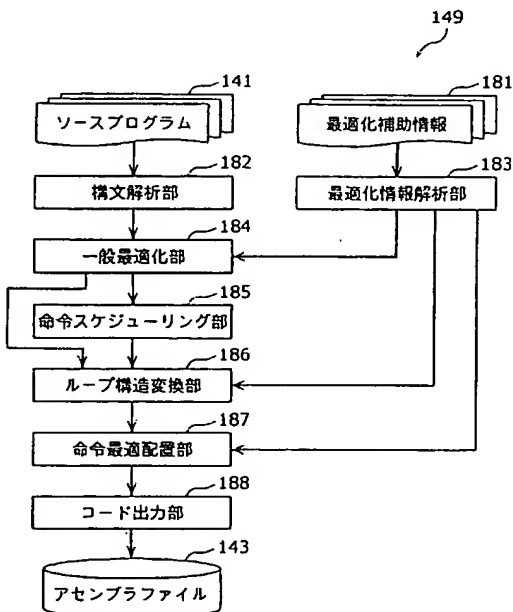 149
141
ソースプログラム
181
最適化補助情報
182
構文解析部
183
最適化情報解析部
184
一般最適化部
185
命令スケジューリング部
186
ループ構造変換部
187
命令最適配置部
188
コード出力部
143
アセンブラファイル